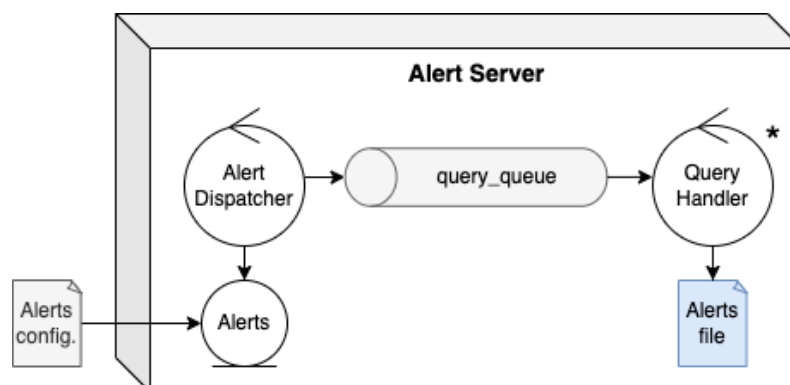 Alert Server
Alert
Dispatcher
query_queue
Query
Handler
*
Alerts
config.
Alerts
Alerts
file